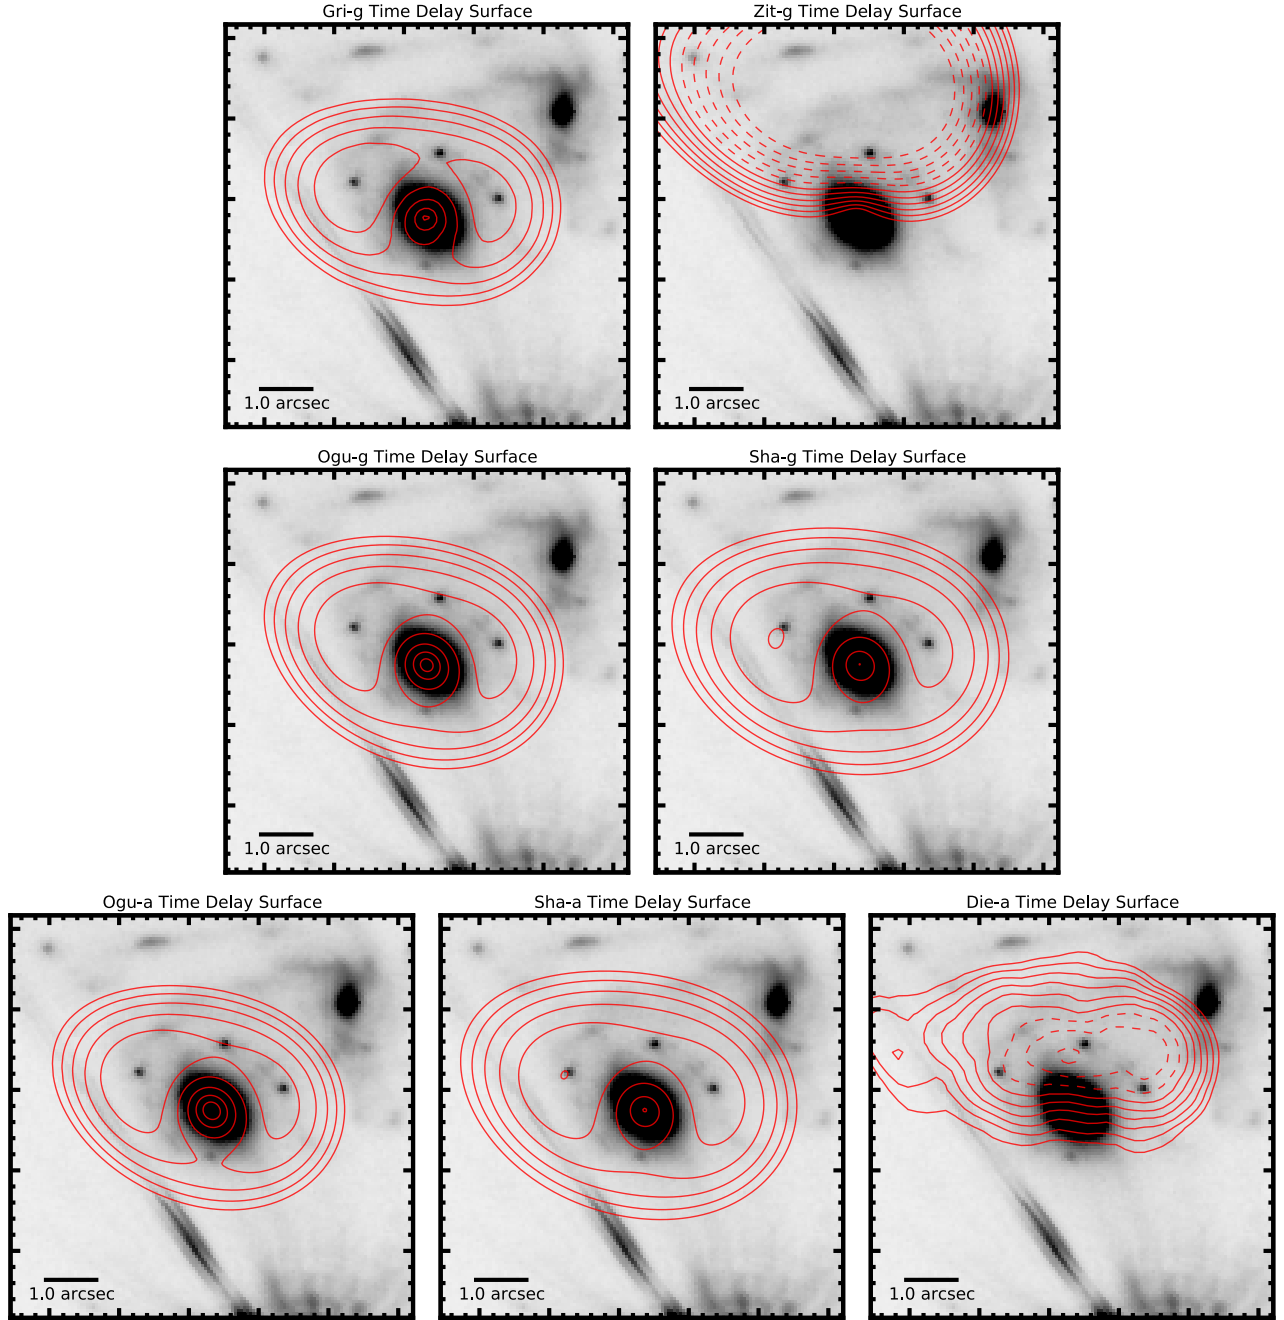 Gri-g Time Delay Surface
Zit-g Time Delay Surface
1.0 arcsec
1.0 arcsec
Ogu-g Time Delay Surface
Sha-g Time Delay Surface
1.0 arcsec
1.0 arcsec
Ogu-a Time Delay Surface
Sha-a Time Delay Surface
Die-a Time Delay Surface
1.0 arcsec
1.0 arcsec
1.0 arcsec